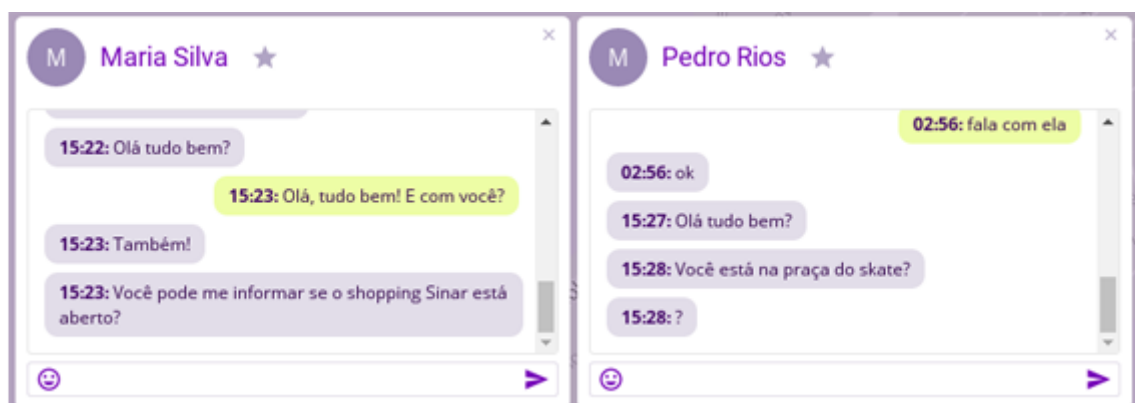 M Maria Silva
15:22: Olá tudo bem?
15:23: Olá, tudo bem! E com você?
15:23: Também!
15:23: Você pode me informar se o shopping Sinar está
aberto?
M Pedro Rios
02:56: fala com ela
02:56: ok
15:27: Olá tudo bem?
15:28: Você está na praça do skate?
15:28: ?